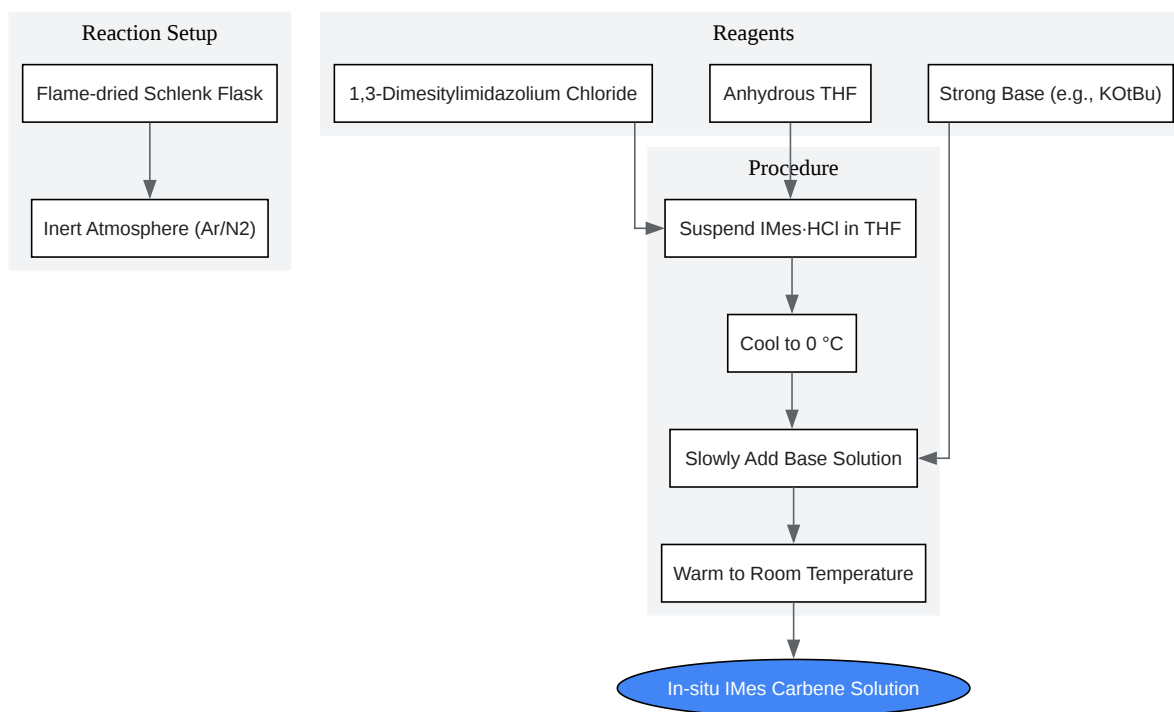 Reaction Setup
Flame-dried Schlenk Flask
Inert Atmosphere (Ar/N2)
Reagents
1,3-Dimesitylimidazolium Chloride
Anhydrous THF
Strong Base (e.g., KOtBu)
Procedure
Suspend IMes·HCl in THF
Cool to 0 °C
Slowly Add Base Solution
Warm to Room Temperature
In-situ IMes Carbene Solution